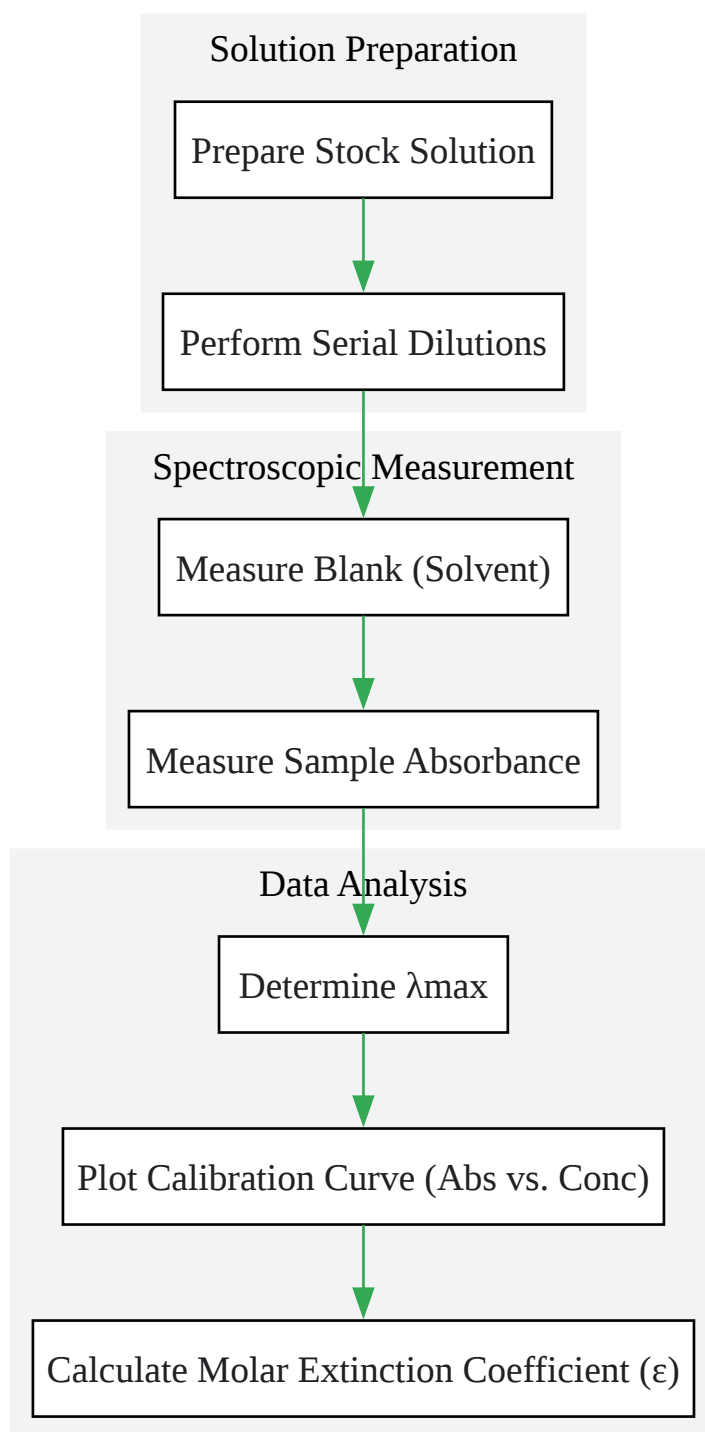 Solution Preparation
Prepare Stock Solution
Perform Serial Dilutions
Spectroscopic Measurement
Measure Blank (Solvent)
Measure Sample Absorbance
Data Analysis
Determine λmax
Plot Calibration Curve (Abs vs. Conc)
Calculate Molar Extinction Coefficient (ε)